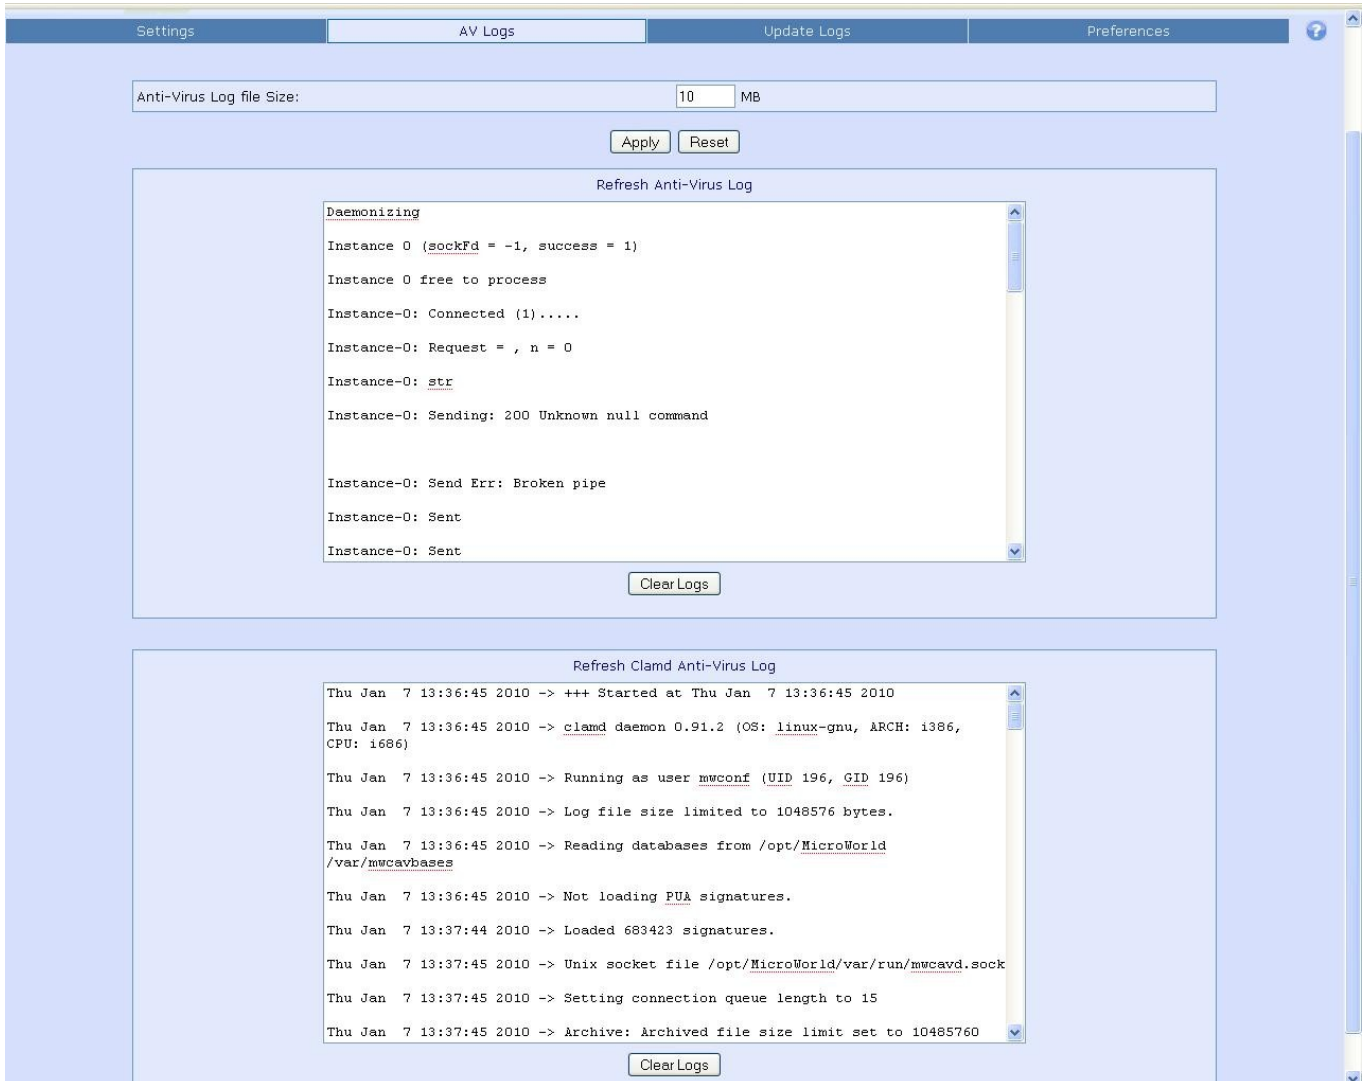 Settings
AV Logs
Update Logs
Preferences
?
Anti-Virus Log file Size:
10
MB
Apply
Reset
Refresh Anti-Virus Log
Daemonizing
Instance 0 (sockFd = -1, success = 1)
Instance 0 free to process
Instance-0: Connected (1).....
Instance-0: Request = , n = 0
Instance-0: str
Instance-0: Sending: 200 Unknown null command
Instance-0: Send Err: Broken pipe
Instance-0: Sent
Instance-0: Sent
Clear Logs
Refresh Clamd Anti-Virus Log
Thu Jan  7 13:36:45 2010 -> +++ Started at Thu Jan  7 13:36:45 2010
Thu Jan  7 13:36:45 2010 -> clamd daemon 0.91.2 (OS: linux-gnu, ARCH: i386,
CPU: i686)
Thu Jan  7 13:36:45 2010 -> Running as user mwconf (UID 196, GID 196)
Thu Jan  7 13:36:45 2010 -> Log file size limited to 1048576 bytes.
Thu Jan  7 13:36:45 2010 -> Reading databases from /opt/MicroWorld
/var/mwcavbases
Thu Jan  7 13:36:45 2010 -> Not loading PUA signatures.
Thu Jan  7 13:37:44 2010 -> Loaded 683423 signatures.
Thu Jan  7 13:37:45 2010 -> Unix socket file /opt/MicroWorld/var/run/mwcavd.sock
Thu Jan  7 13:37:45 2010 -> Setting connection queue length to 15
Thu Jan  7 13:37:45 2010 -> Archive: Archived file size limit set to 10485760
Clear Logs